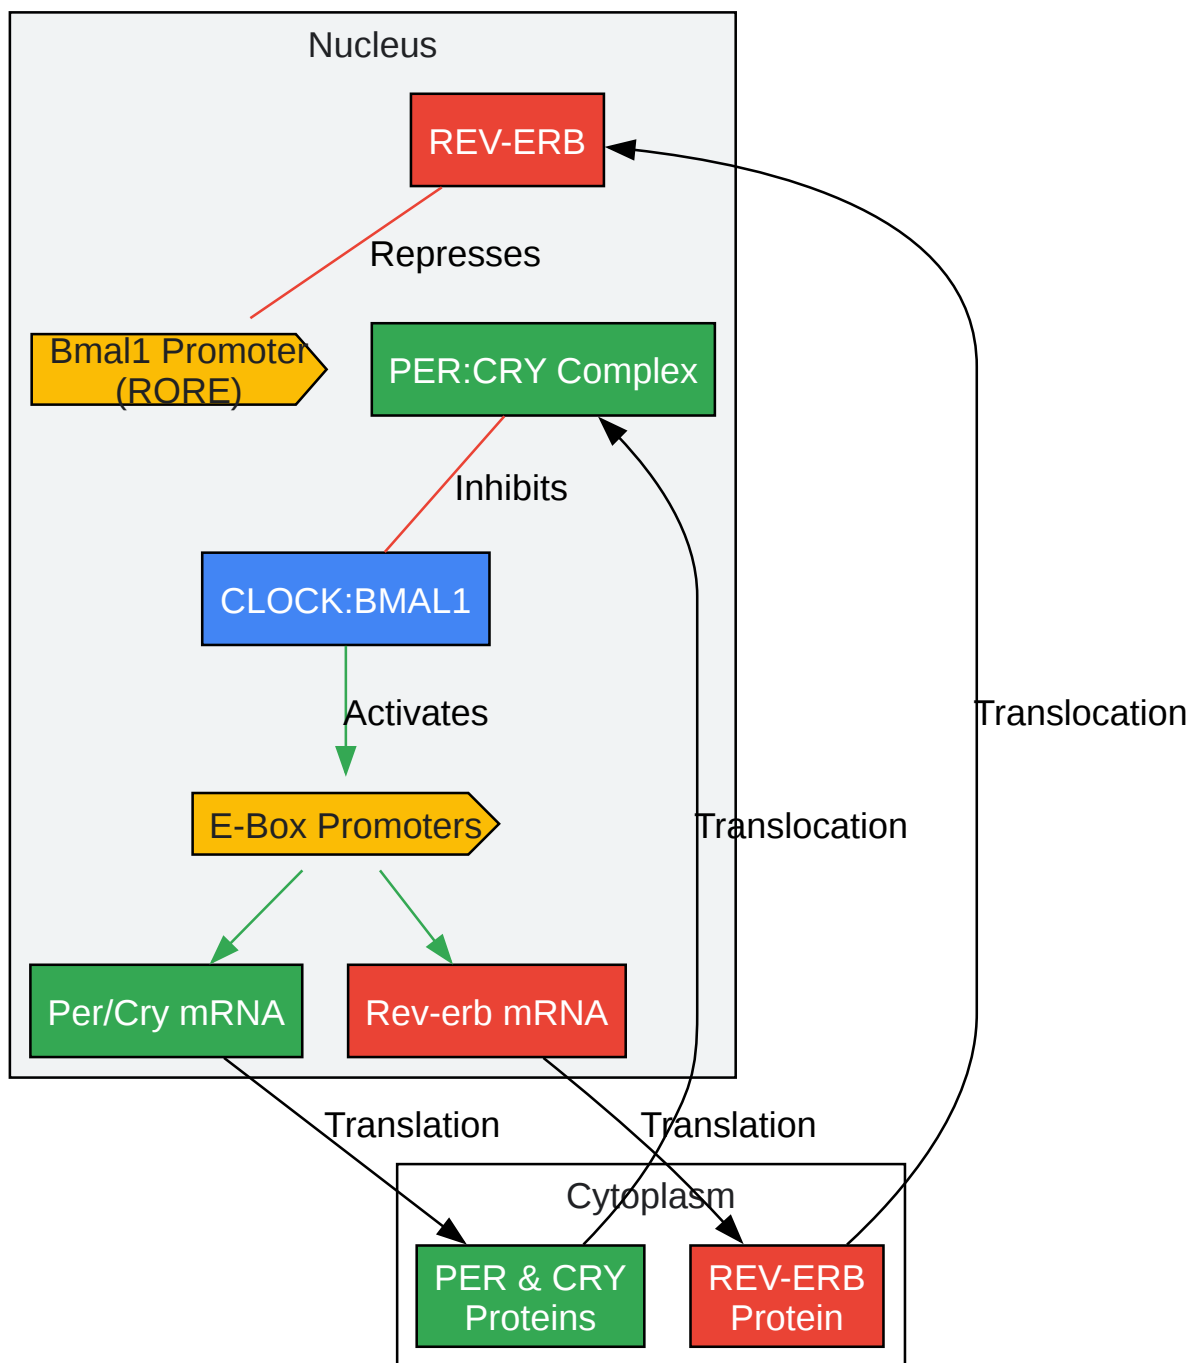 Nucleus
REV-ERB
Represses
Bmal1 Promoter
(RORE)
PER:CRY Complex
Inhibits
CLOCK:BMAL1
Activates
Translocation
Translocation
E-Box Promoters
Per/Cry mRNA
Rev-erb mRNA
Translation
Translation
Cytoplasm
PER & CRY
Proteins
REV-ERB
Protein